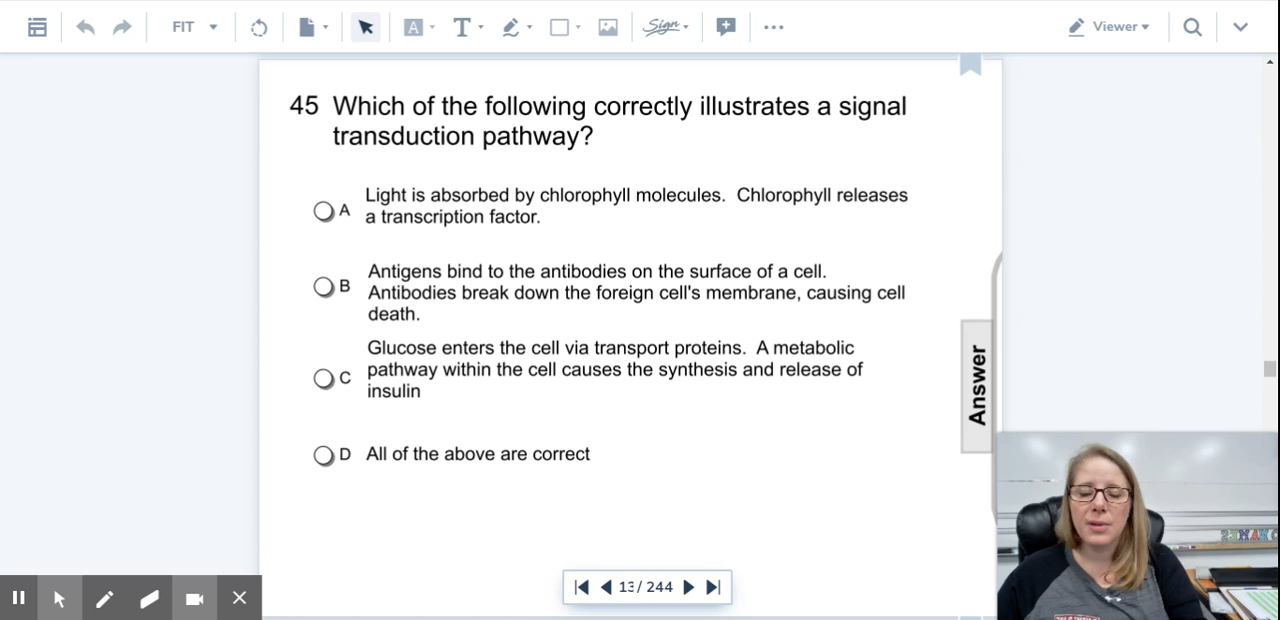 FIT
A
T
Sign
Viewer
45 Which of the following correctly illustrates a signal
transduction pathway?
A Light is absorbed by chlorophyll molecules. Chlorophyll releases
a transcription factor.
B Antigens bind to the antibodies on the surface of a cell.
Antibodies break down the foreign cell's membrane, causing cell
death.
C Glucose enters the cell via transport proteins. A metabolic
pathway within the cell causes the synthesis and release of
insulin
D All of the above are correct
Answer
/ 244